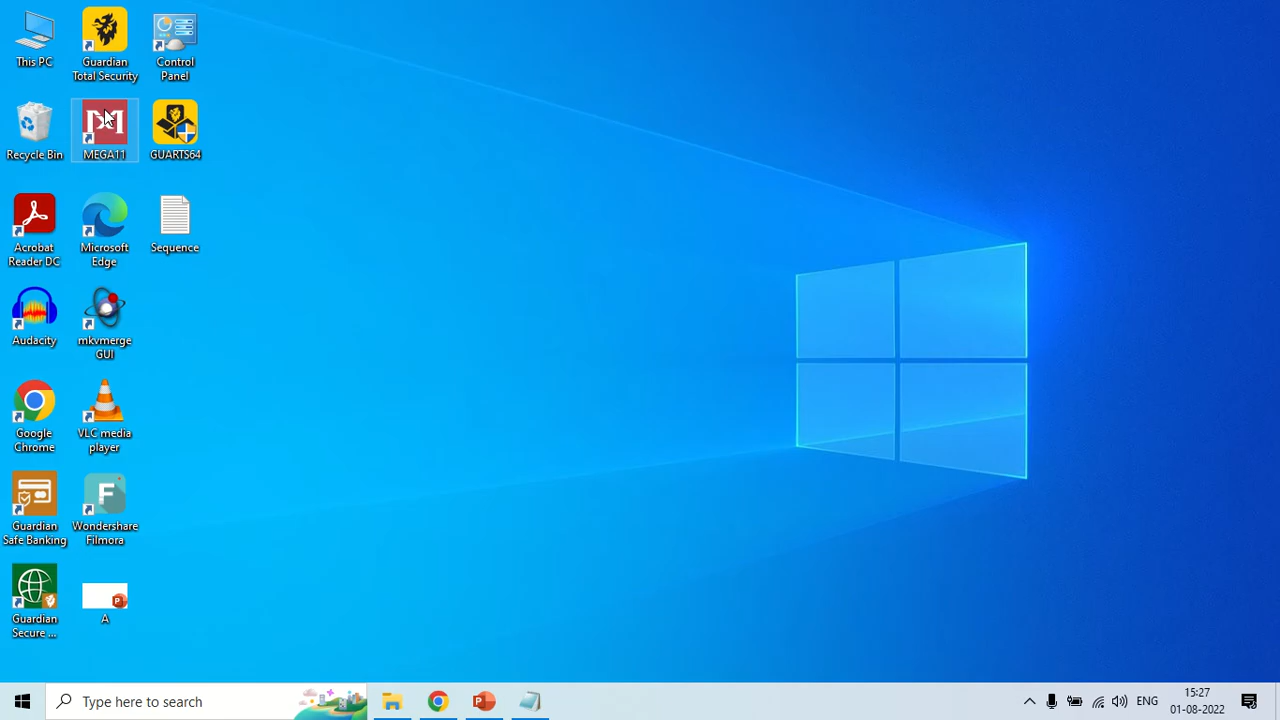 This PC
Guardian
Total Security
Control
Panel
Recycle Bin
MEGA11
GUARTS64
Acrobat
Reader DC
Microsoft
Edge
Sequence
Audacity
mkvmerge
GUI
Google
Chrome
VLC media
player
Guardian
Safe Banking
Wondershare
Filmora
Guardian
Secure ...
A
Type here to search
ENG
15:27
01-08-2022